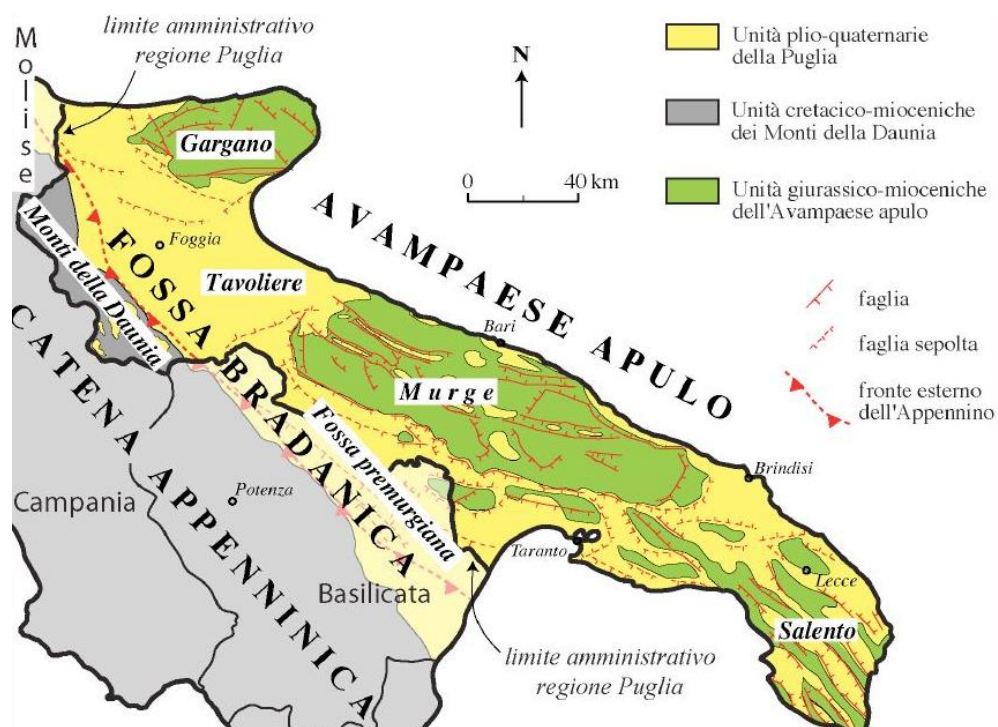 Molise
limite amministrativo
regione Puglia
N
0 40 km
Unità plio-quaternarie
della Puglia
Unità cretacico-mioceniche
dei Monti della Daunia
Unità giurassico-mioceniche
dell'Avampaese apulo
faglia
faglia sepolta
fronte esterno
dell'Appennino
Gargano
AVAMPAESE APULO
Foggia
Monti della Daunia
FOSSA BRADANICA
Tavoliere
Bari
CATENA APPENNINICA
Murge
Fossa premurgiana
Brindisi
Campania
Potenza
Taranto
Basilicata
Lecce
Salento
limite amministrativo
regione Puglia